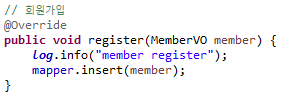 // 회원가입
@Override
public void register(MemberVO member) {
    log.info("member register");
    mapper.insert(member);
}